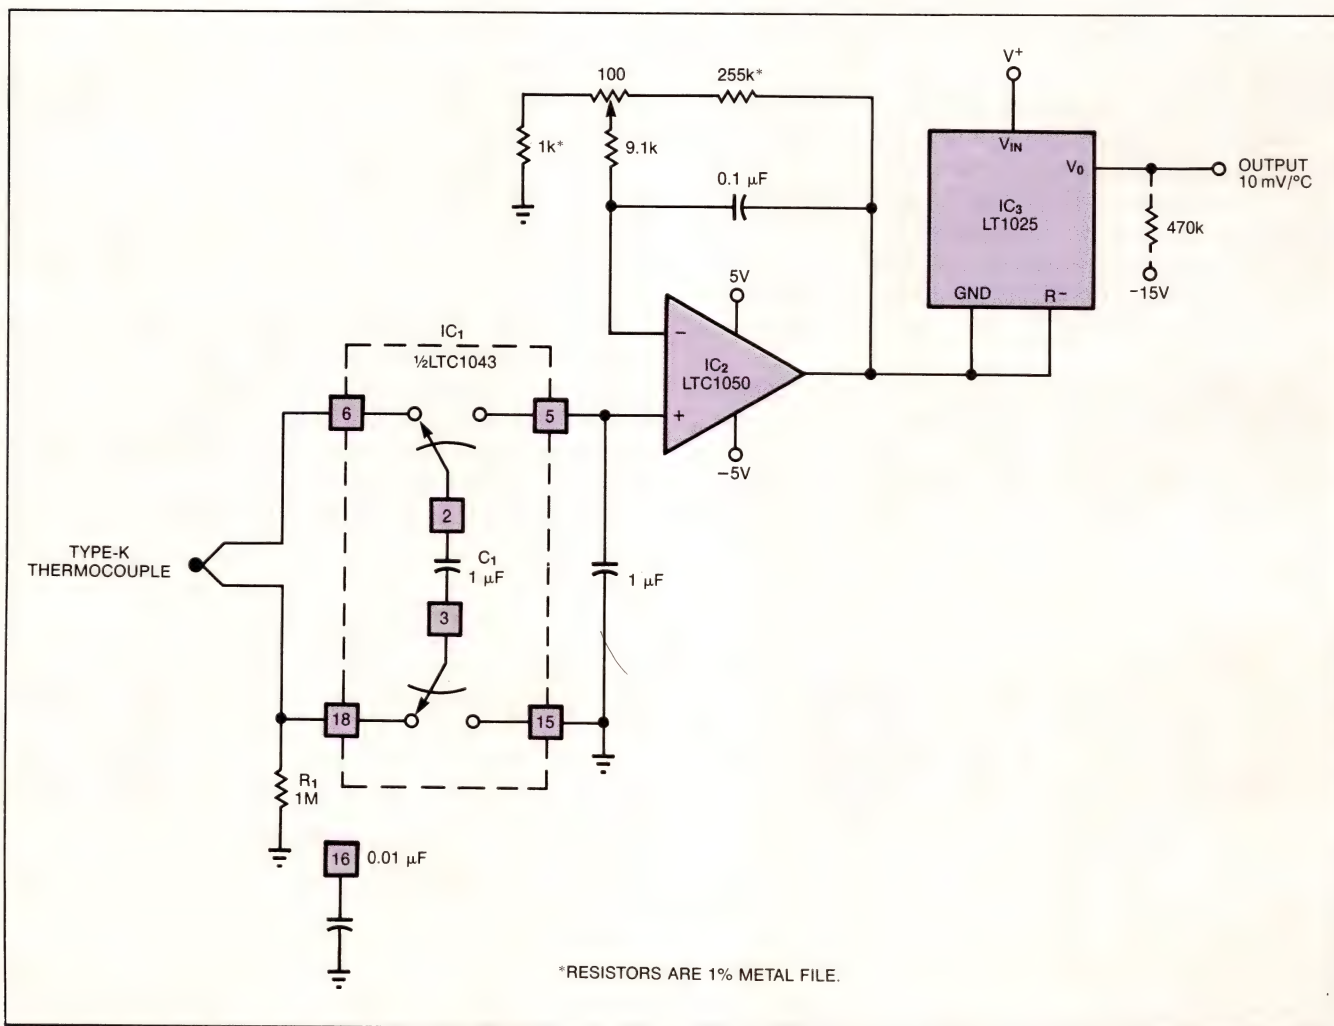 100
255k*
V+
1k*
9.1k
0.1 µF
VIN
V0
IC3
LT1025
GND
R−
OUTPUT
10 mV/°C
470k
−15V
5V
−
IC2
LTC1050
+
−5V
IC1
½LTC1043
6
5
2
C1
1 µF
3
1 µF
TYPE-K
THERMOCOUPLE
18
15
R1
1M
16
0.01 µF
*RESISTORS ARE 1% METAL FILE.